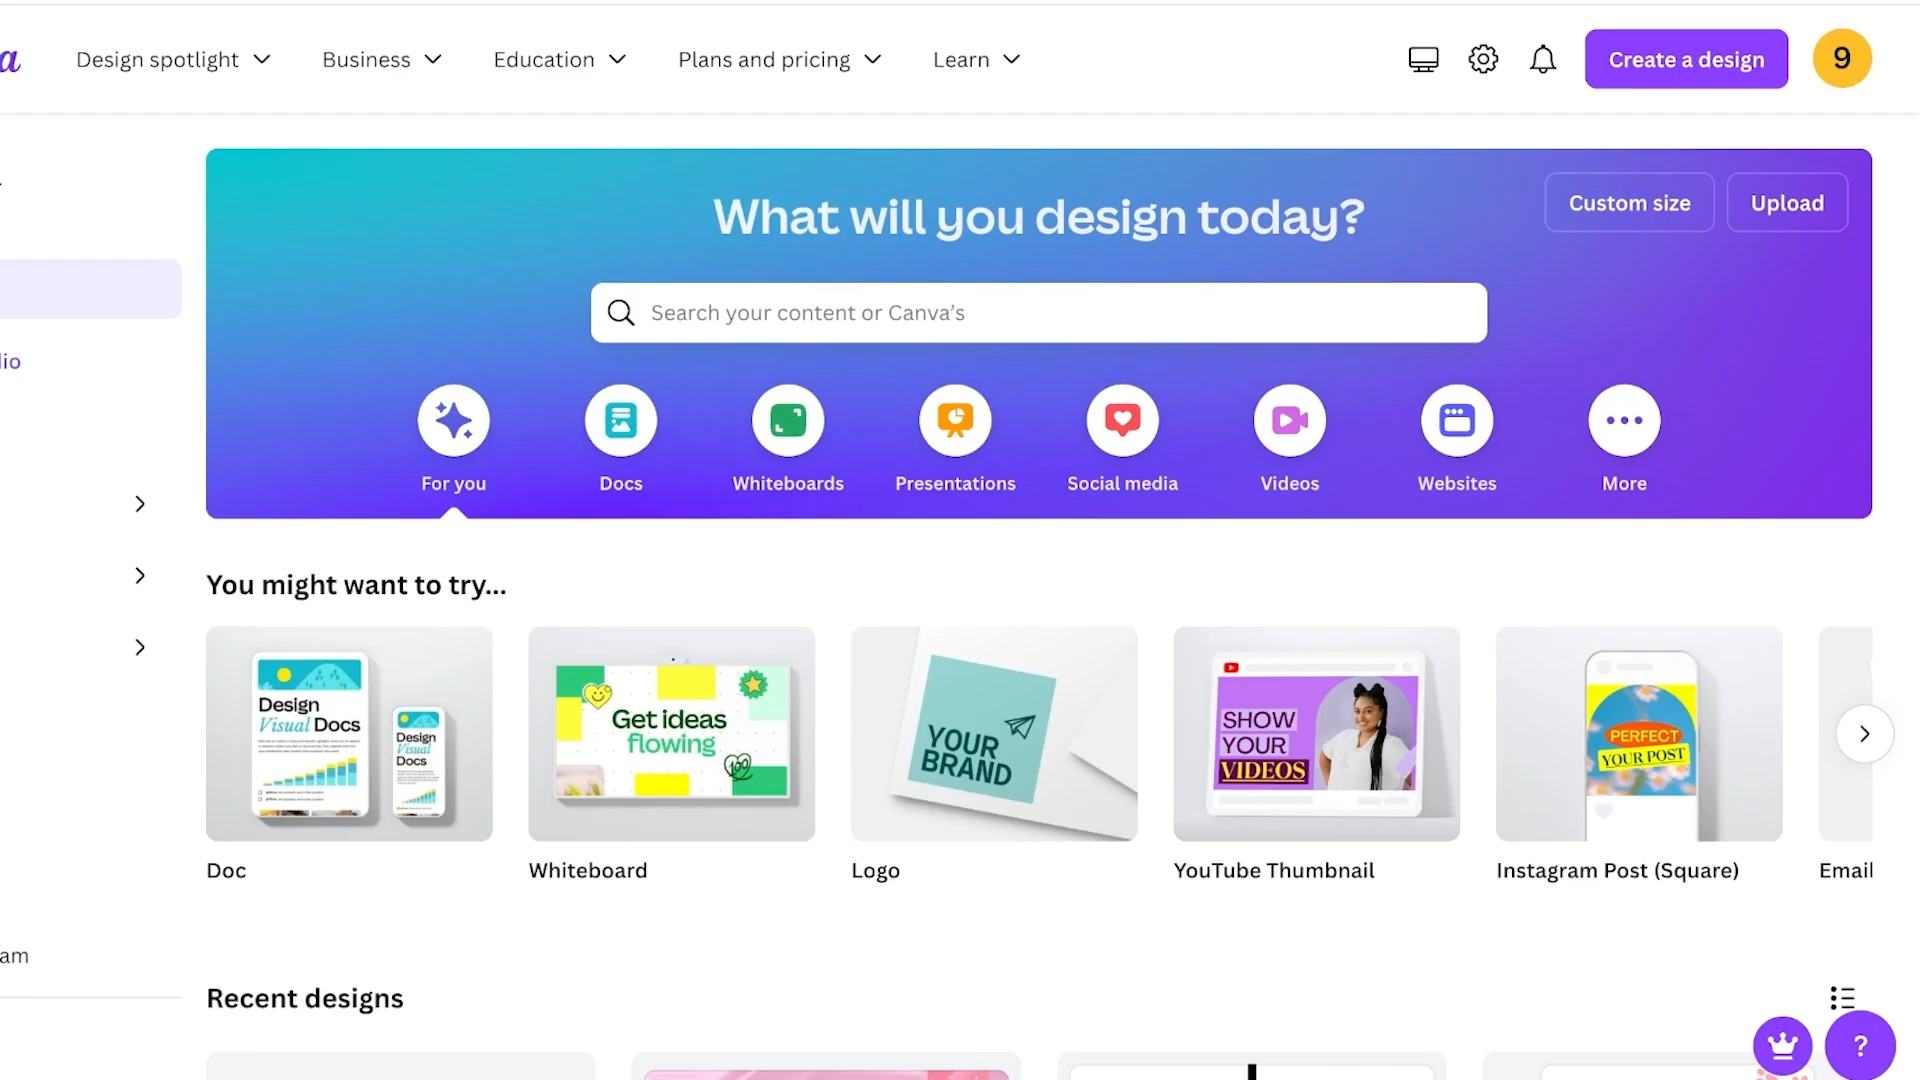 a
Design spotlight
Business
Education
Plans and pricing
Learn
Create a design
9
What will you design today?
Custom size
Upload
Search your content or Canva's
lio
For you
Docs
Whiteboards
Presentations
Social media
Videos
Websites
More
You might want to try...
Design
Visual Docs
Design
Visual
Docs
Get ideas
flowing
100
YOUR
BRAND
SHOW
YOUR
VIDEOS
PERFECT
YOUR POST
Doc
Whiteboard
Logo
YouTube Thumbnail
Instagram Post (Square)
Email
am
Recent designs
?